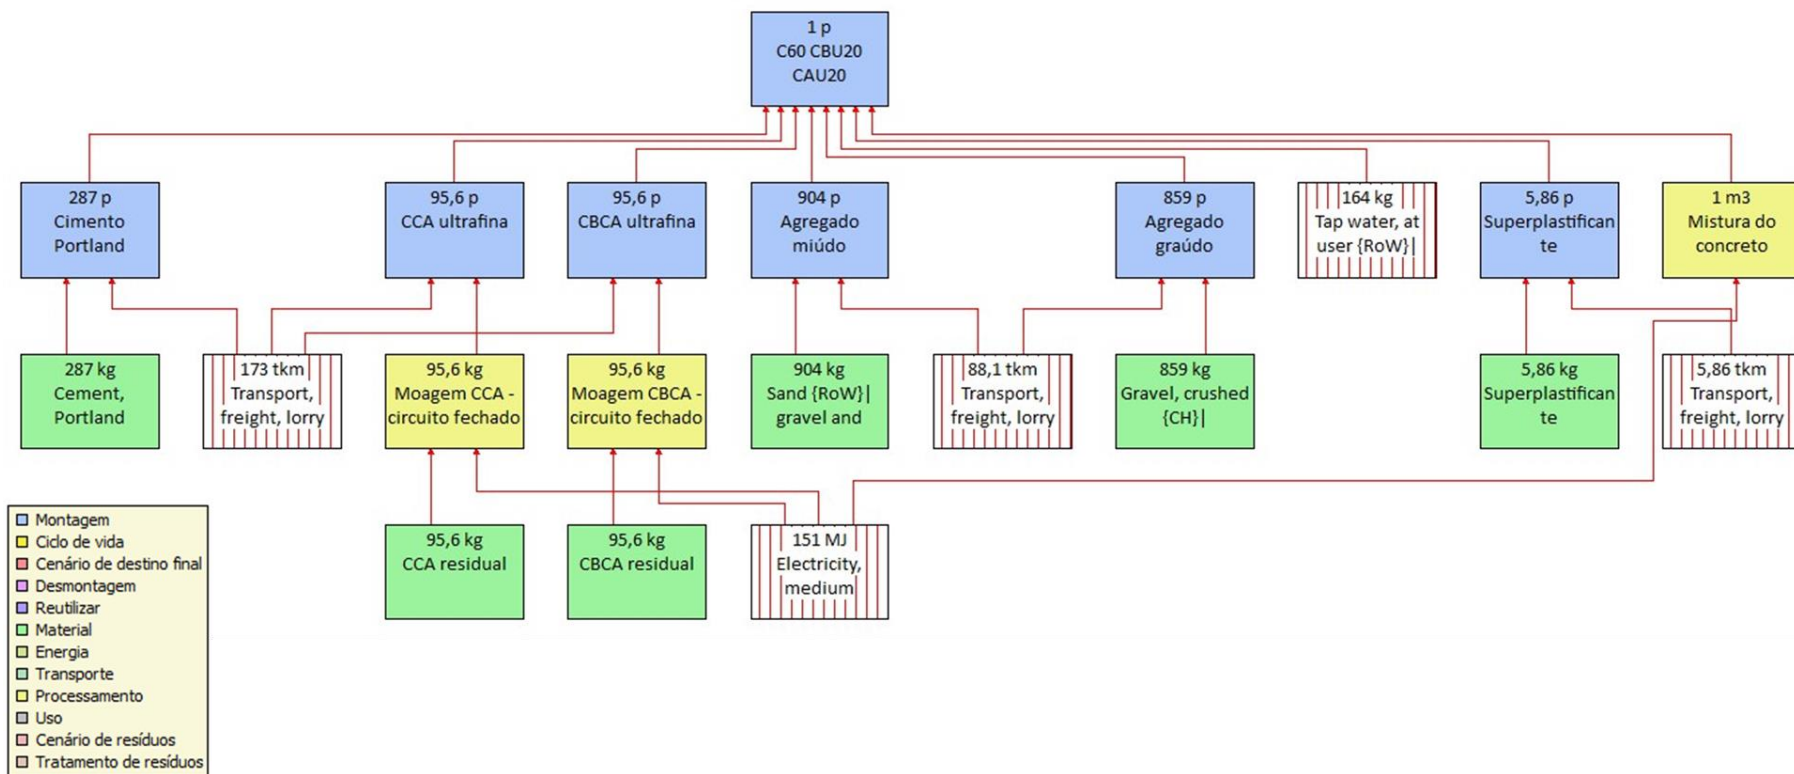 1 p
C60 CBU20
CAU20
287 p
Cimento
Portland
95,6 p
CCA ultrafina
95,6 p
CBCA ultrafina
904 p
Agregado
miúdo
859 p
Agregado
graúdo
164 kg
Tap water, at
user {RoW}|
5,86 p
Superplastifican
te
1 m3
Mistura do
concreto
287 kg
Cement,
Portland
173 tkm
Transport,
freight, lorry
95,6 kg
Moagem CCA -
circuito fechado
95,6 kg
Moagem CBCA -
circuito fechado
904 kg
Sand {RoW}|
gravel and
88,1 tkm
Transport,
freight, lorry
859 kg
Gravel, crushed
{CH}|
5,86 kg
Superplastifican
te
5,86 tkm
Transport,
freight, lorry
95,6 kg
CCA residual
95,6 kg
CBCA residual
151 MJ
Electricity,
medium
Montagem
Ciclo de vida
Cenário de destino final
Desmontagem
Reutilizar
Material
Energia
Transporte
Processamento
Uso
Cenário de resíduos
Tratamento de resíduos